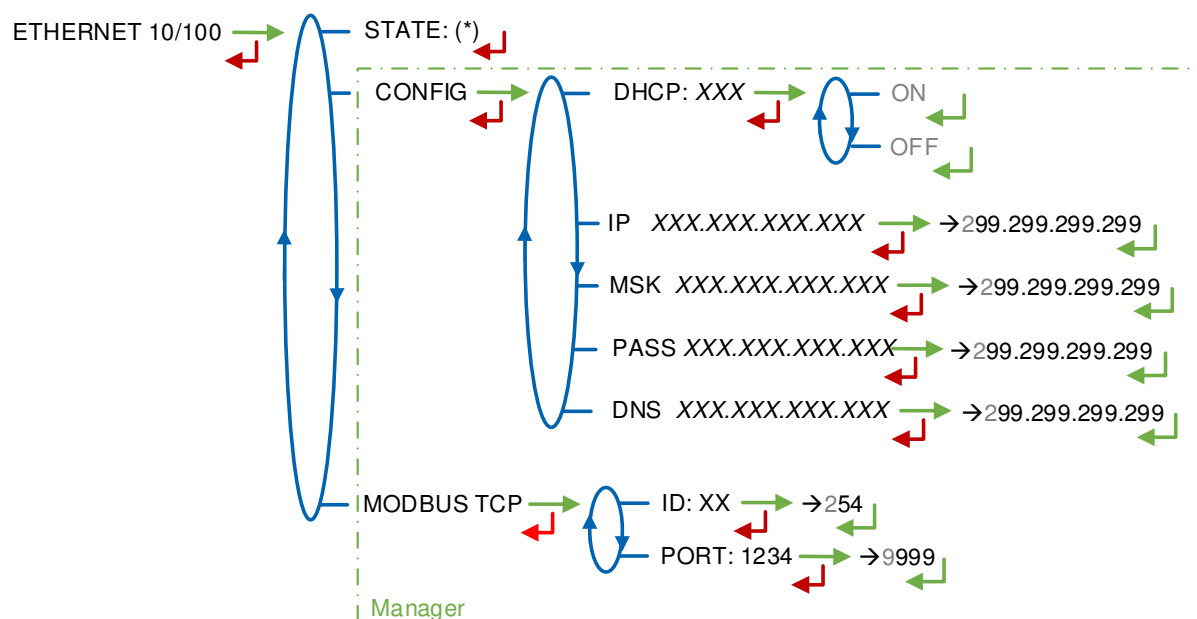 ETHERNET 10/100
STATE: (*)
CONFIG
DHCP: XXX
ON
OFF
IP XXX.XXX.XXX.XXX →299.299.299.299
MSK XXX.XXX.XXX.XXX →299.299.299.299
PASS XXX.XXX.XXX.XXX →299.299.299.299
DNS XXX.XXX.XXX.XXX →299.299.299.299
MODBUS TCP
ID: XX →254
PORT: 1234 →9999
Manager